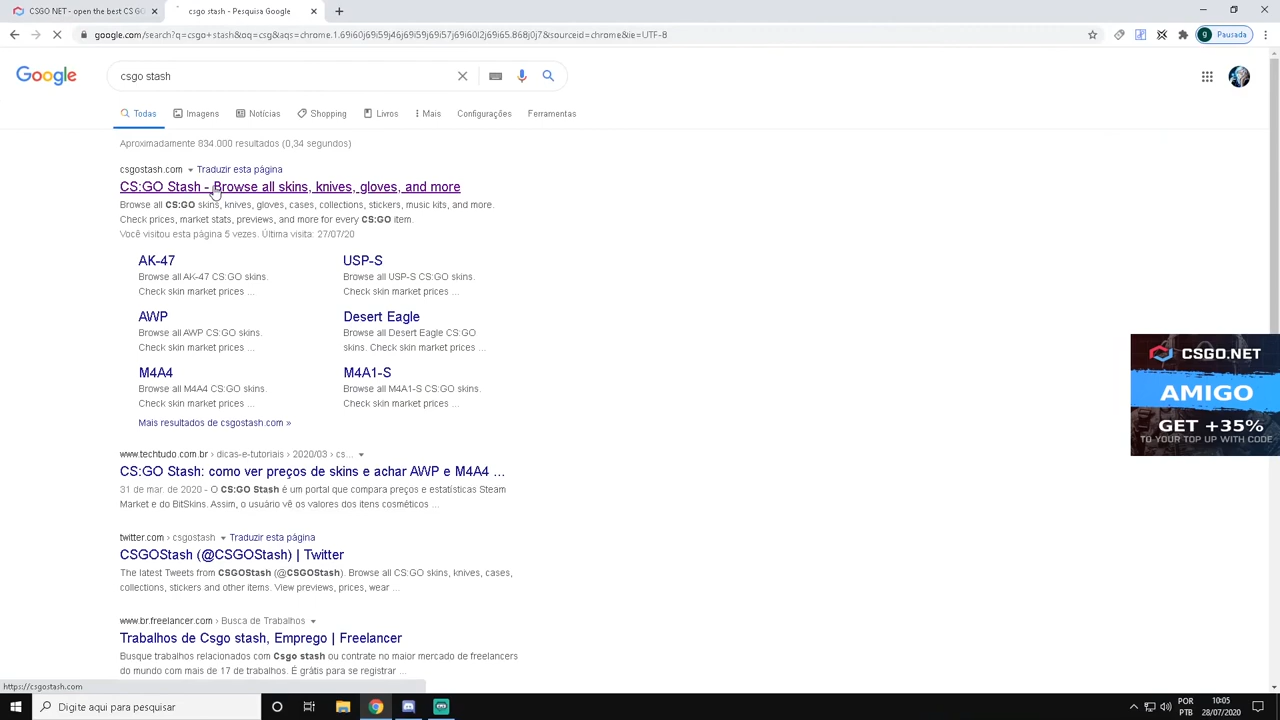 CSGO.NET - open the best CS GO
csgo stash - Pesquisa Google
google.com/search?q=csgo+stash&oq=csg&aqs=chrome.1.69i60j69i59j46j69i59j69i57j69i60l2j69i65.868j0j7&sourceid=chrome&ie=UTF-8
g Pausada
Google
csgo stash
Todas Imagens Notícias Shopping Livros Mais Configurações Ferramentas
Aproximadamente 834.000 resultados (0,34 segundos)
csgostash.com Traduzir esta página
CS:GO Stash - Browse all skins, knives, gloves, and more
Browse all CS:GO skins, knives, gloves, cases, collections, stickers, music kits, and more.
Check prices, market stats, previews, and more for every CS:GO item.
Você visitou esta página 5 vezes. Última visita: 27/07/20
AK-47
Browse all AK-47 CS:GO skins.
Check skin market prices ...
USP-S
Browse all USP-S CS:GO skins.
Check skin market prices ...
AWP
Browse all AWP CS:GO skins.
Check skin market prices ...
Desert Eagle
Browse all Desert Eagle CS:GO
skins. Check skin market prices ...
M4A4
Browse all M4A4 CS:GO skins.
Check skin market prices ...
M4A1-S
Browse all M4A1-S CS:GO skins.
Check skin market prices ...
Mais resultados de csgostash.com »
www.techtudo.com.br › dicas-e-tutoriais › 2020/03 › cs...
CS:GO Stash: como ver preços de skins e achar AWP e M4A4 ...
31 de mar. de 2020 - O CS:GO Stash é um portal que compara preços e estatísticas Steam
Market e do BitSkins. Assim, o usuário vê os valores dos itens cosméticos ...
twitter.com › csgostash Traduzir esta página
CSGOStash (@CSGOStash) | Twitter
The latest Tweets from CSGOStash (@CSGOStash). Browse all CS:GO skins, knives, cases,
collections, stickers and other items. View previews, prices, wear ...
www.br.freelancer.com › Busca de Trabalhos
Trabalhos de Csgo stash, Emprego | Freelancer
Busque trabalhos relacionados com Csgo stash ou contrate no maior mercado de freelancers
do mundo com mais de 17 de trabalhos. É grátis para se registrar ...
CSGO.NET
AMIGO
GET +35%
TO YOUR TOP UP WITH CODE
https://csgostash.com
Digite aqui para pesquisar
POR
PTB
10:05
28/07/2020